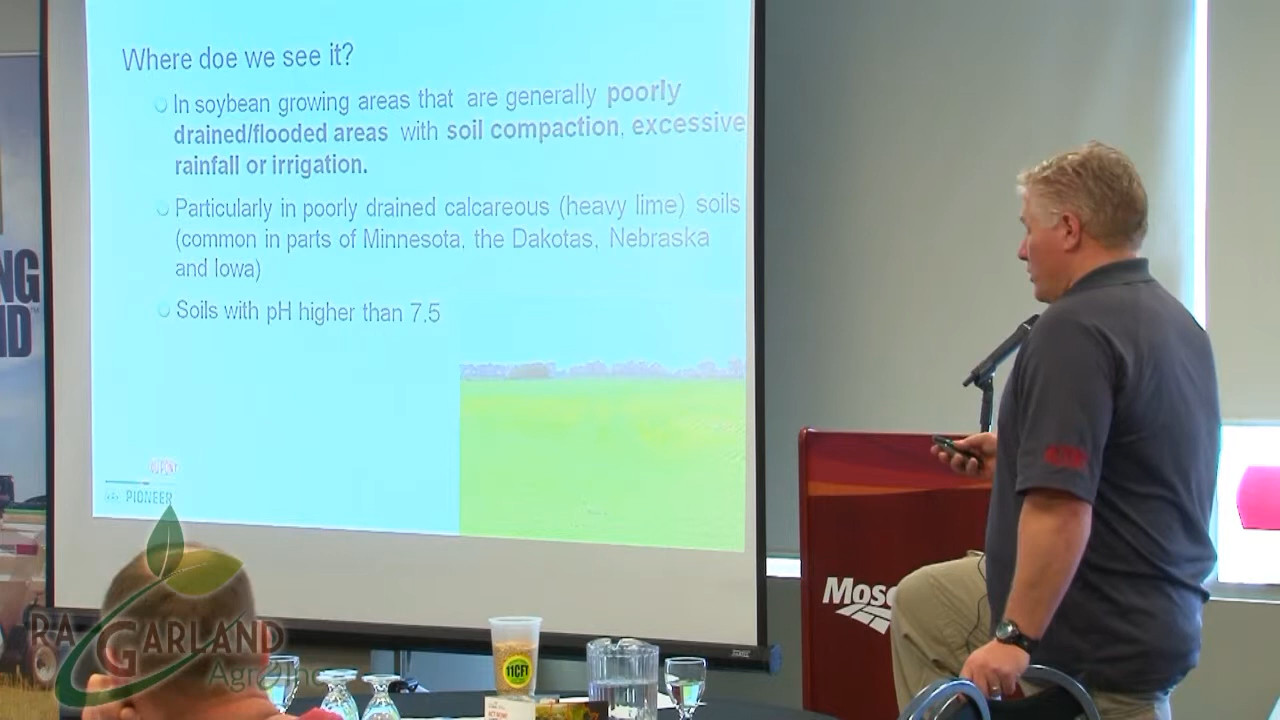 Where doe we see it?
In soybean growing areas that are generally poorly
drained/flooded areas with soil compaction, excessive
rainfall or irrigation.
Particularly in poorly drained calcareous (heavy lime) soils
(common in parts of Minnesota, the Dakotas, Nebraska
and Iowa)
Soils with pH higher than 7.5
PIONEER
NG
ND
Mos
11CFT
RA GARLAND
Agro Inc